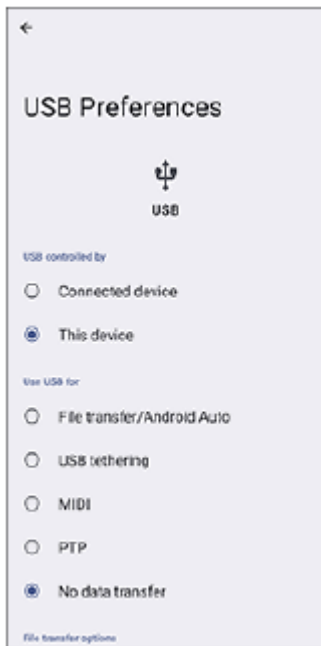 USB Preferences
USB
USB controlled by
Connected device
This device
Use USB for
File transfer/Android Auto
USB tethering
MIDI
PTP
No data transfer
File transfer options